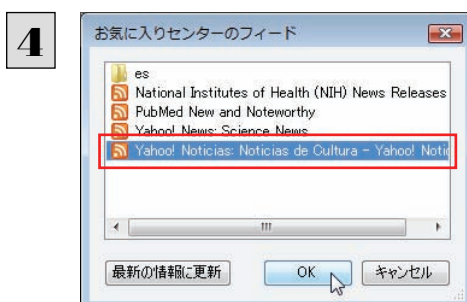 4
お気に入りセンターのフィード
es
National Institutes of Health (NIH) News Releases
PubMed New and Noteworthy
Yahoo! News: Science News
Yahoo! Noticias: Noticias de Cultura - Yahoo! Notic
最新の情報に更新
OK
キャンセル